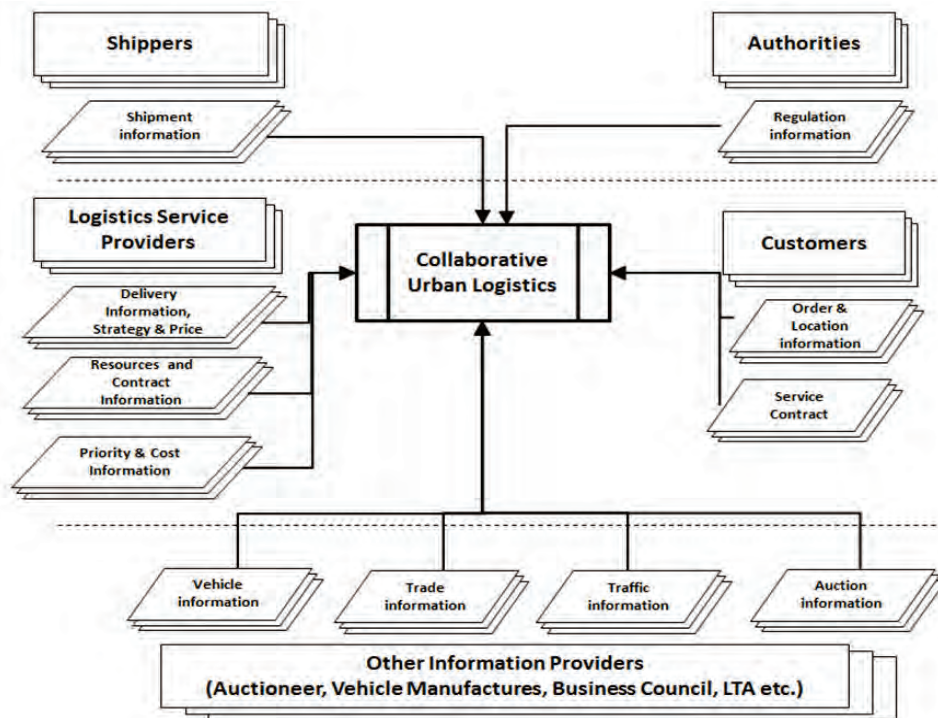 Shippers
Authorities
Shipment
information
Regulation
information
Logistics Service
Providers
Customers
Collaborative
Urban Logistics
Delivery
Information,
Strategy & Price
Order &
Location
information
Resources and
Contract
Information
Service
Contract
Priority & Cost
Information
Vehicle
information
Trade
information
Traffic
information
Auction
information
Other Information Providers
(Auctioneer, Vehicle Manufactures, Business Council, LTA etc.)